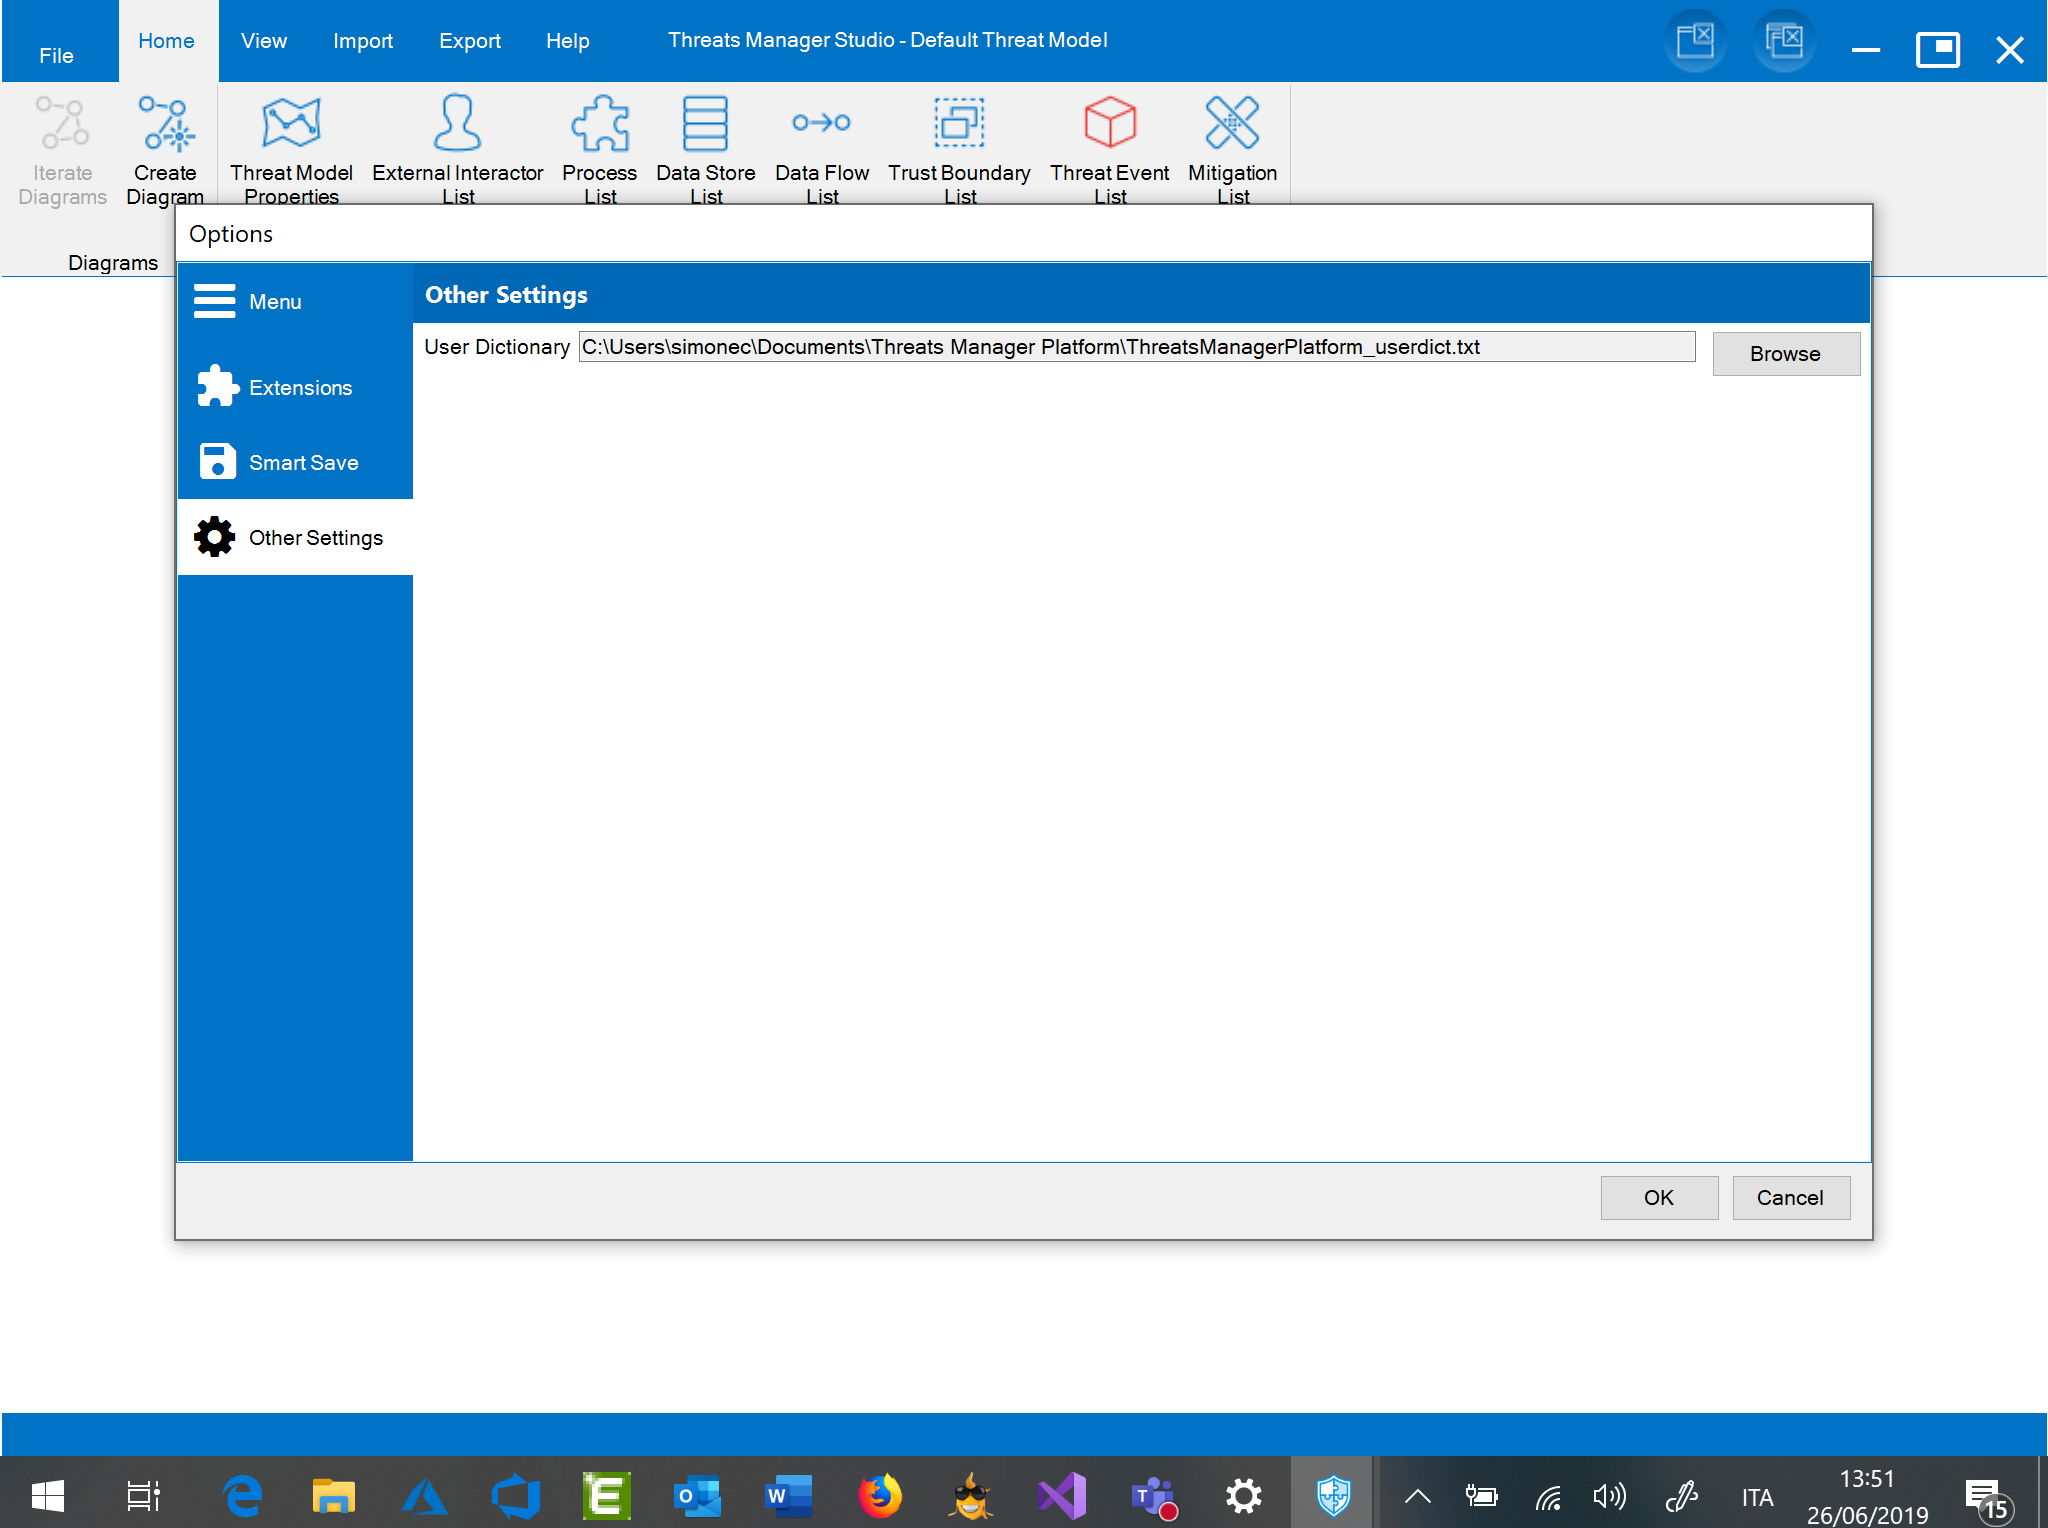 File
Home
View
Import
Export
Help
Threats Manager Studio - Default Threat Model
Iterate
Diagrams
Create
Diagram
Threat Model
Properties
External Interactor
List
Process
List
Data Store
List
Data Flow
List
Trust Boundary
List
Threat Event
List
Mitigation
List
Diagrams
Options
Menu
Extensions
Smart Save
Other Settings
Other Settings
User Dictionary
C:\Users\simonec\Documents\Threats Manager Platform\ThreatsManagerPlatform_userdict.txt
Browse
OK
Cancel
E
O
W
T
ITA
13:51
26/06/2019
15